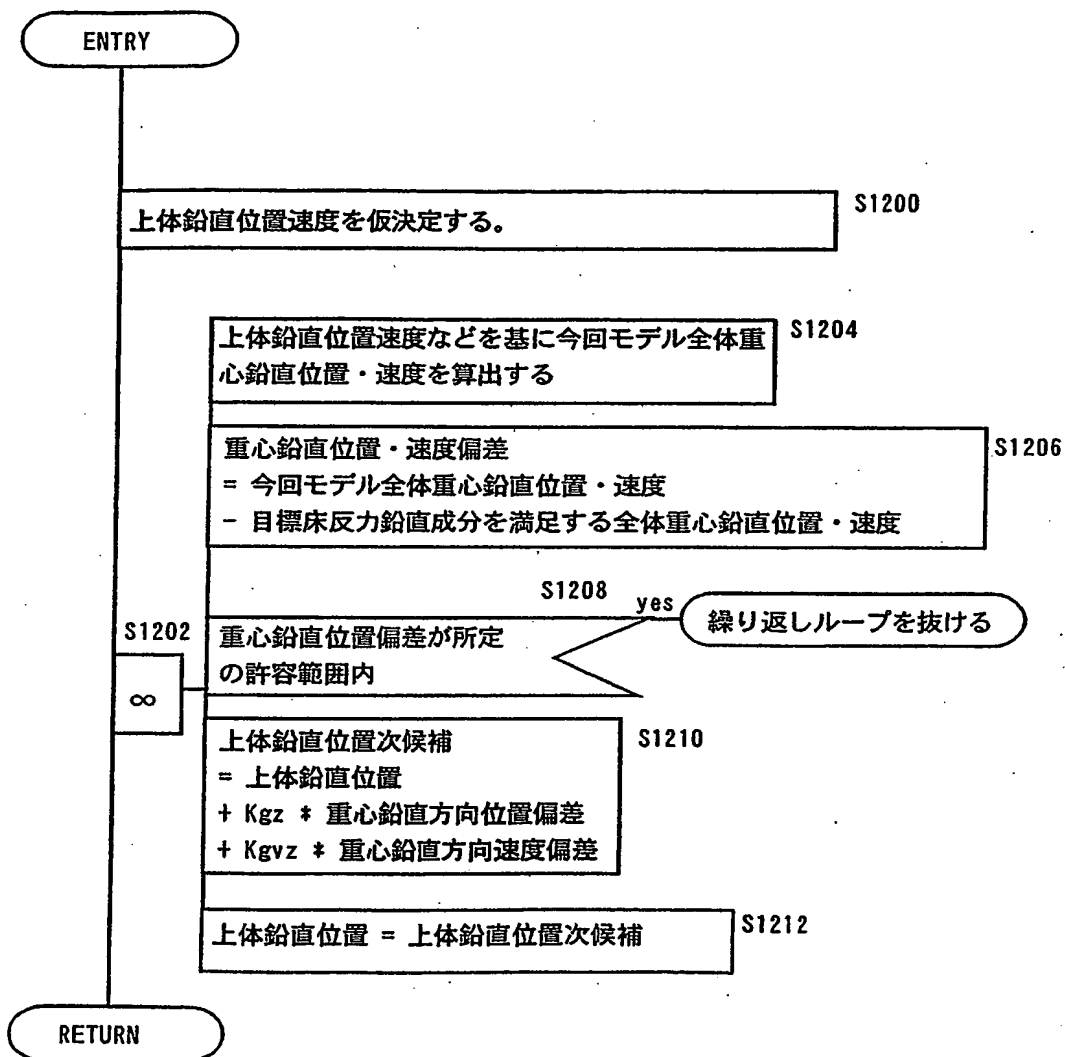 ENTRY
S1200
上体鉛直位置速度を仮決定する。
S1204
上体鉛直位置速度などを基に今回モデル全体重
心鉛直位置・速度を算出する
S1206
重心鉛直位置・速度偏差
= 今回モデル全体重心鉛直位置・速度
- 目標床反力鉛直成分を満足する全体重心鉛直位置・速度
S1208
yes
繰り返しループを抜ける
S1202
∞
重心鉛直位置偏差が所定
の許容範囲内
S1210
上体鉛直位置次候補
= 上体鉛直位置
+ Kgz * 重心鉛直方向位置偏差
+ Kgvz * 重心鉛直方向速度偏差
S1212
上体鉛直位置 = 上体鉛直位置次候補
RETURN